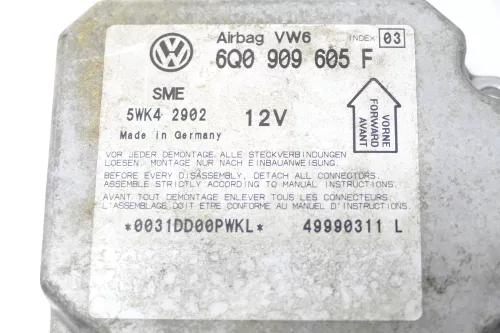 Airbag VW6 INDEX 03
6Q0 909 605 F
SME
5WK4 2902 12V
Made in Germany
VORNE
FORWARD
AVANT
VOR JEDER DEMONTAGE, ALLE STECKVERBINDUNGEN
LOESEN. MONTAGE NUR NACH EINBAUANWEISUNG.
BEFORE EVERY DISASSEMBLY, DETACH ALL CONNECTORS.
ASSEMBLE STRICTLY ACCORDING TO MANUAL INSTRUCTIONS.
AVANT TOUT DEMONTAGE ENLEVER TOUS LES CONNECTEURS.
L'ASSEMBLAGE DOIT ETRE CONFORME AU MANUEL D'INSTRUCTIONS.
*0031DD00PWKL* 49990311 L